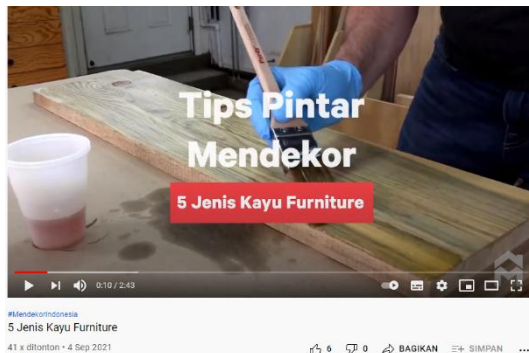 Tips Pintar
Mendekor
5 Jenis Kayu Furniture
0:10 / 2:43
#MendekorIndonesia
5 Jenis Kayu Furniture
41 x ditonton • 4 Sep 2021
6 0 BAGIKAN SIMPAN ...